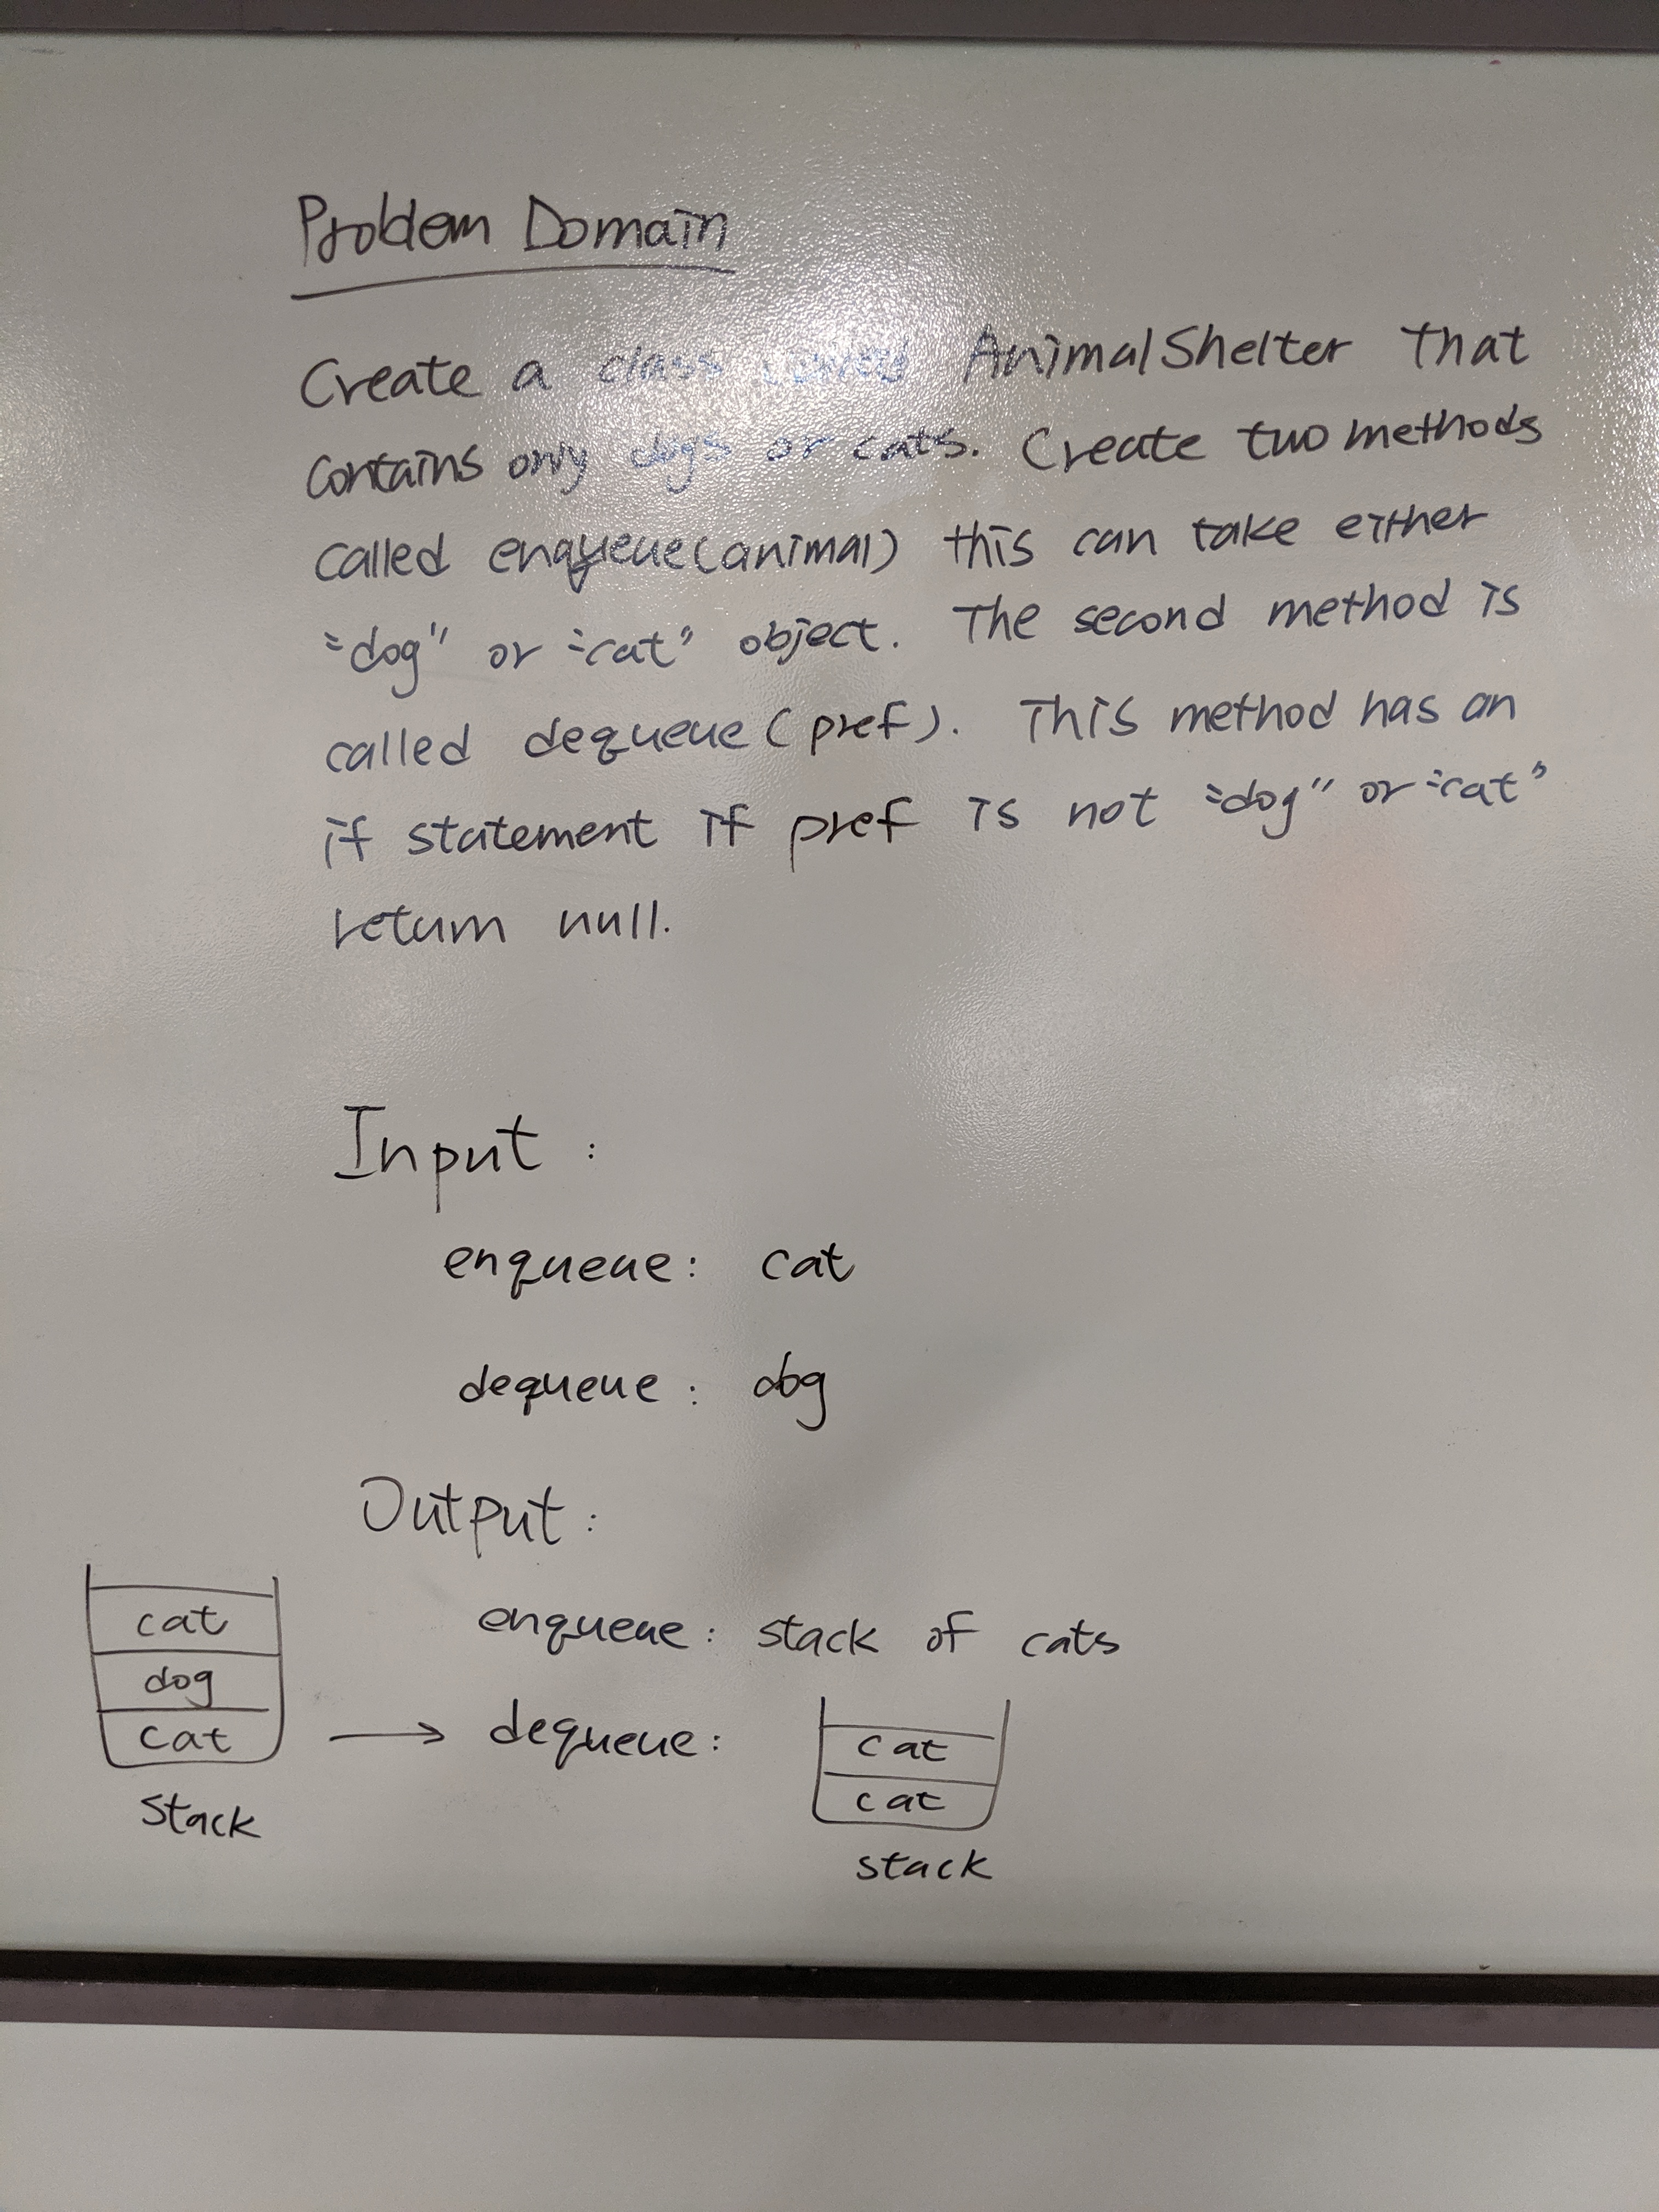 Problem Domain
Create a class called AnimalShelter that
contains only dogs or cats. Create two methods
called enqueue(animal) this can take either
"dog" or "cat" object. The second method is
called dequeue(pref). This method has an
if statement if pref is not "dog" or "cat"
return null.
Input :
enqueue: cat
dequeue: dog
Output:
enqueue: stack of cats
cat
dog
cat
stack
→ dequeue:
cat
cat
stack